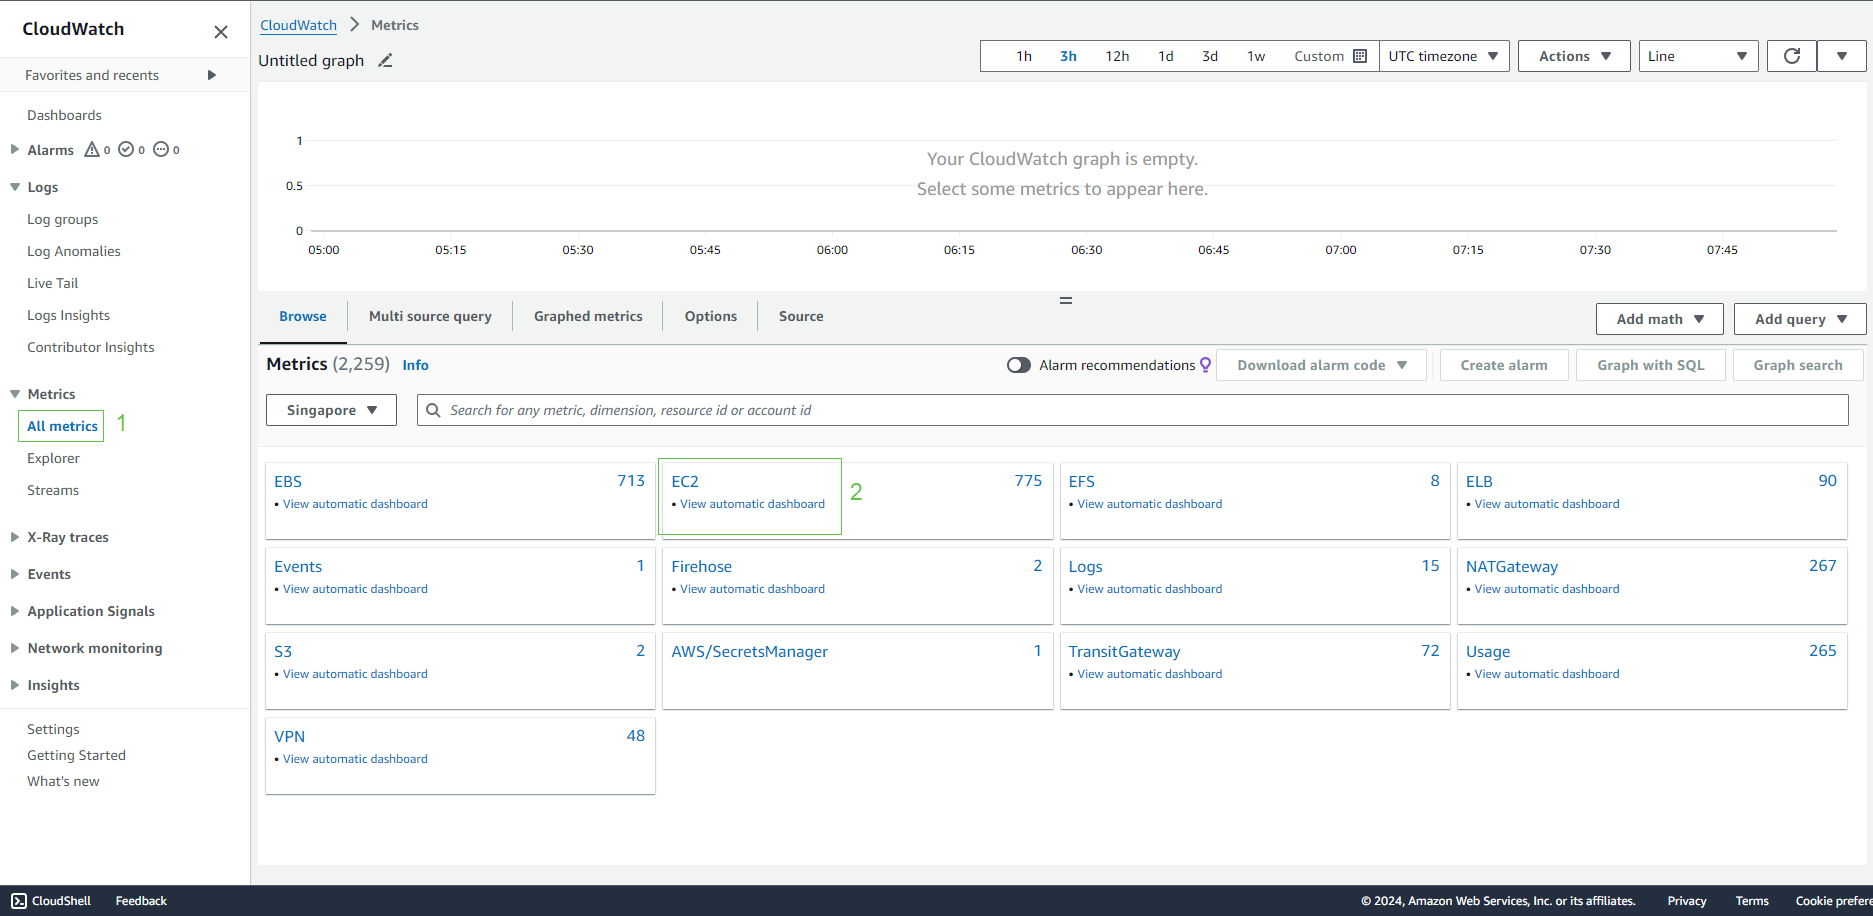 CloudWatch
Favorites and recents
Dashboards
Alarms 0 0 0
Logs
Log groups
Log Anomalies
Live Tail
Logs Insights
Contributor Insights
Metrics
All metrics 1
Explorer
Streams
X-Ray traces
Events
Application Signals
Network monitoring
Insights
Settings
Getting Started
What's new
CloudWatch Metrics
Untitled graph
1h 3h 12h 1d 3d 1w Custom UTC timezone Actions Line
1
0.5
0
Your CloudWatch graph is empty.
Select some metrics to appear here.
05:00 05:15 05:30 05:45 06:00 06:15 06:30 06:45 07:00 07:15 07:30 07:45
Browse Multi source query Graphed metrics Options Source Add math Add query
Metrics (2,259) Info Alarm recommendations Download alarm code Create alarm Graph with SQL Graph search
Singapore Search for any metric, dimension, resource id or account id
EBS 713
• View automatic dashboard
EC2 775
• View automatic dashboard
2
EFS 8
• View automatic dashboard
ELB 90
• View automatic dashboard
Events 1
• View automatic dashboard
Firehose 2
• View automatic dashboard
Logs 15
• View automatic dashboard
NATGateway 267
• View automatic dashboard
S3 2
• View automatic dashboard
AWS/SecretsManager 1
TransitGateway 72
• View automatic dashboard
Usage 265
• View automatic dashboard
VPN 48
• View automatic dashboard
CloudShell Feedback © 2024, Amazon Web Services, Inc. or its affiliates. Privacy Terms Cookie prefere